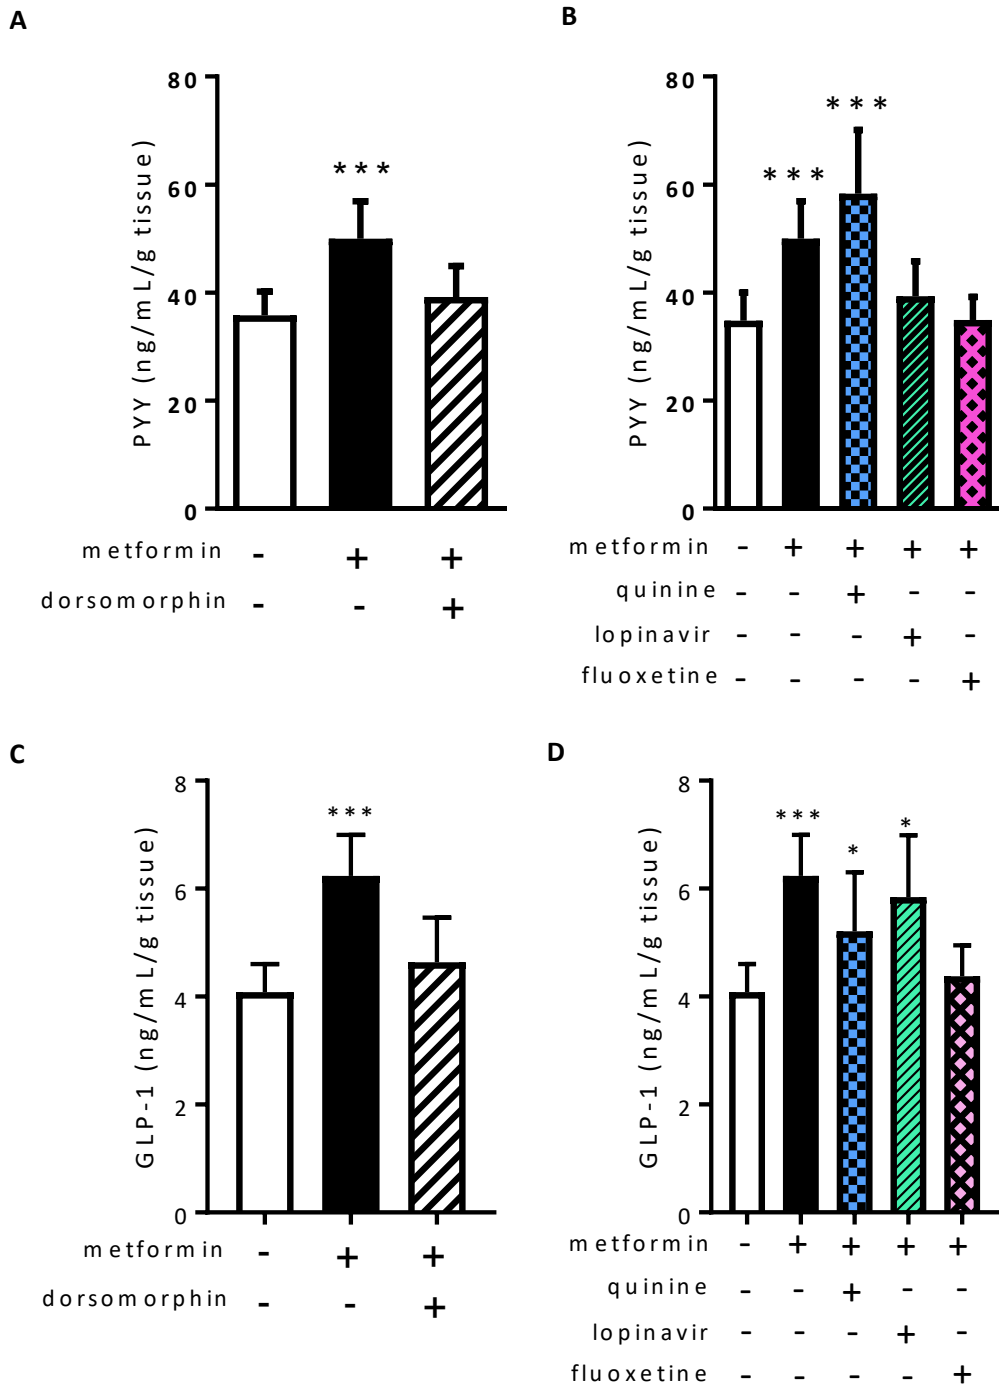 A
PYY (ng/mL/g tissue)
80
60
40
20
0
***
metformin - + +
dorsomorphin - - +
B
PYY (ng/mL/g tissue)
80
60
40
20
0
***
***
metformin - + + + +
quinine - - + - -
lopinavir - - - + -
fluoxetine - - - - +
C
GLP-1 (ng/mL/g tissue)
8
6
4
2
0
***
metformin - + +
dorsomorphin - - +
D
GLP-1 (ng/mL/g tissue)
8
6
4
2
0
***
*
*
metformin - + + + +
quinine - - + - -
lopinavir - - - + -
fluoxetine - - - - +